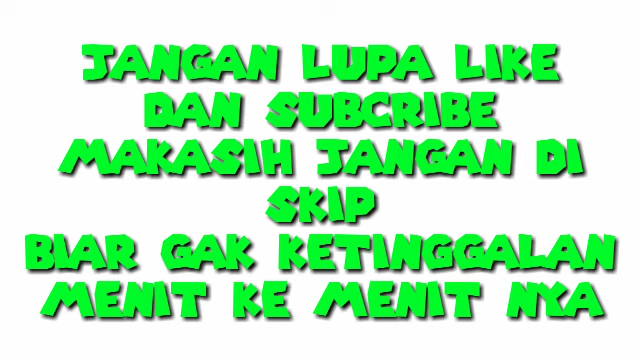 JANGAN LUPA LIKE
DAN SUBCRIBE
MAKASIH JANGAN DI
SKIP
BIAR GAK KETINGGALAN
MENIT KE MENIT NYA